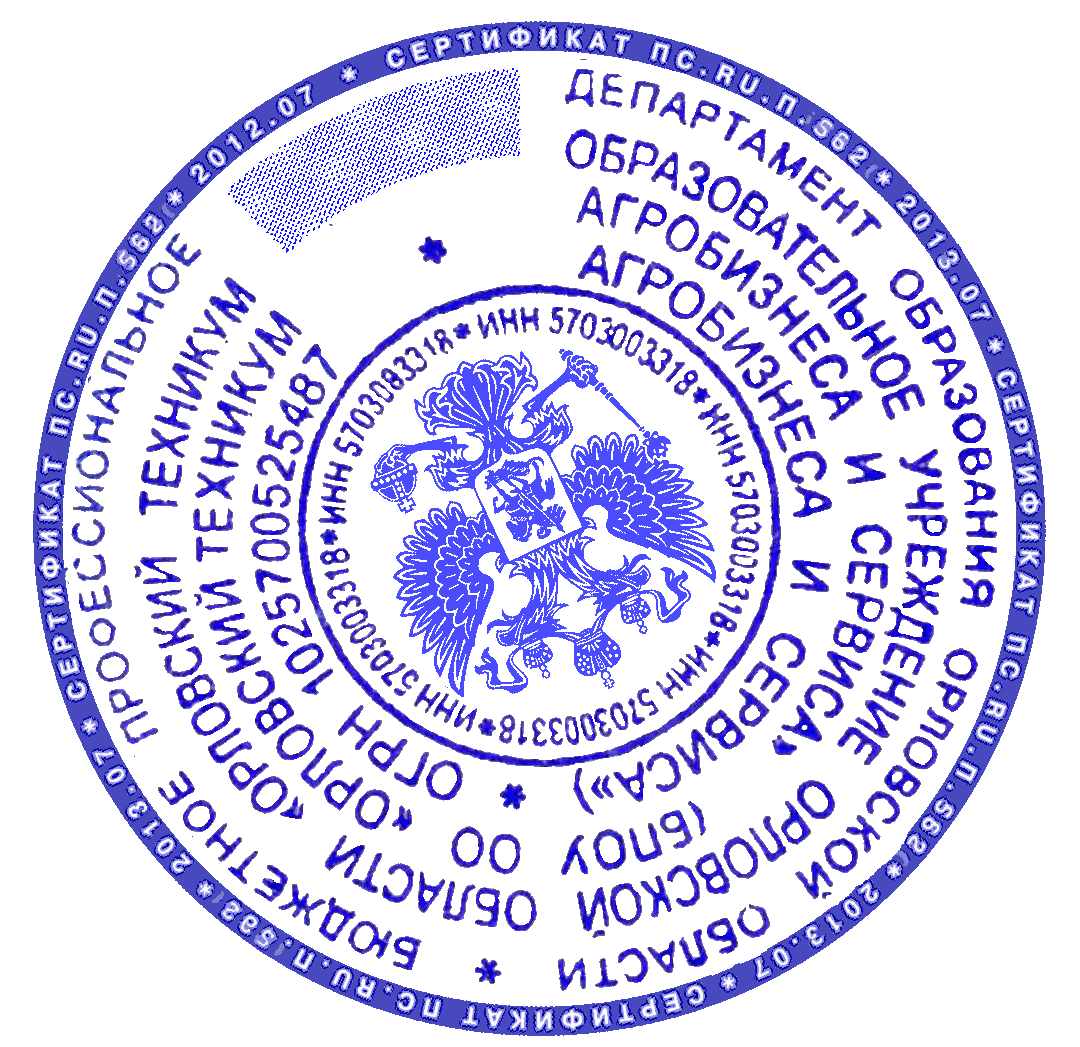 * СЕРТИФИКАТ ПС.RU.П.562 * 2013.07 * СЕРТИФИКАТ ПС.RU.П.562 * 2013.07 * СЕРТИФИКАТ ПС.RU.П.562 * 2013.07 * СЕРТИФИКАТ ПС.RU.П.562 * 2012.07
ДЕПАРТАМЕНТ ОБРАЗОВАНИЯ ОРЛОВСКОЙ ОБЛАСТИ * БЮДЖЕТНОЕ ПРОФЕССИОНАЛЬНОЕ
ОБРАЗОВАТЕЛЬНОЕ УЧРЕЖДЕНИЕ ОРЛОВСКОЙ ОБЛАСТИ «ОРЛОВСКИЙ ТЕХНИКУМ
АГРОБИЗНЕСА И СЕРВИСА» (БПОУ ОО «ОРЛОВСКИЙ ТЕХНИКУМ
АГРОБИЗНЕСА И СЕРВИСА») * ОГРН 1025700525487 *
ИНН 5703003318 * ИНН 5703003318 * ИНН 5703003318 * ИНН 5703003318 * ИНН 5703083318 *